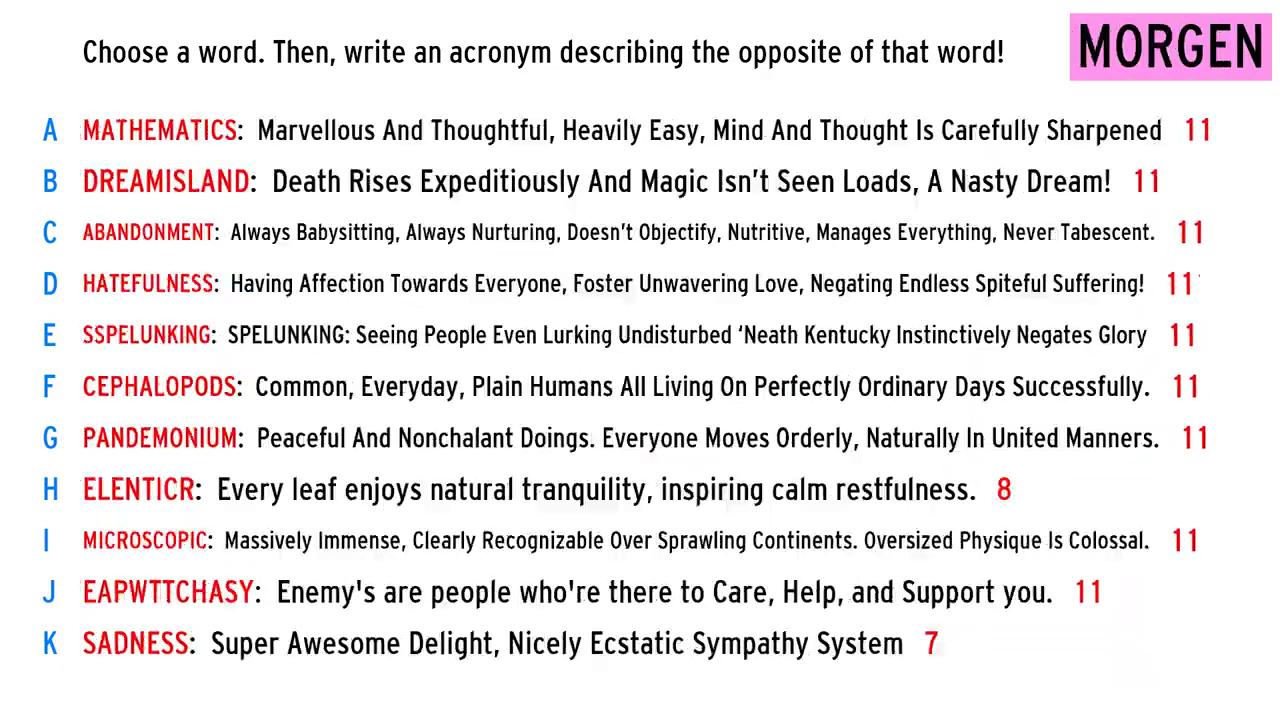 Choose a word. Then, write an acronym describing the opposite of that word! MORGEN
A MATHEMATICS: Marvellous And Thoughtful, Heavily Easy, Mind And Thought Is Carefully Sharpened 11
B DREAMISLAND: Death Rises Expeditiously And Magic Isn't Seen Loads, A Nasty Dream! 11
C ABANDONMENT: Always Babysitting, Always Nurturing, Doesn't Objectify, Nutritive, Manages Everything, Never Tabescent. 11
D HATEFULNESS: Having Affection Towards Everyone, Foster Unwavering Love, Negating Endless Spiteful Suffering! 11
E SSPELUNKING: SPELUNKING: Seeing People Even Lurking Undisturbed ‘Neath Kentucky Instinctively Negates Glory 11
F CEPHALOPODS: Common, Everyday, Plain Humans All Living On Perfectly Ordinary Days Successfully. 11
G PANDEMONIUM: Peaceful And Nonchalant Doings. Everyone Moves Orderly, Naturally In United Manners. 11
H ELENTICR: Every leaf enjoys natural tranquility, inspiring calm restfulness. 8
I MICROSCOPIC: Massively Immense, Clearly Recognizable Over Sprawling Continents. Oversized Physique Is Colossal. 11
J EAPWTTCHASY: Enemy's are people who're there to Care, Help, and Support you. 11
K SADNESS: Super Awesome Delight, Nicely Ecstatic Sympathy System 7